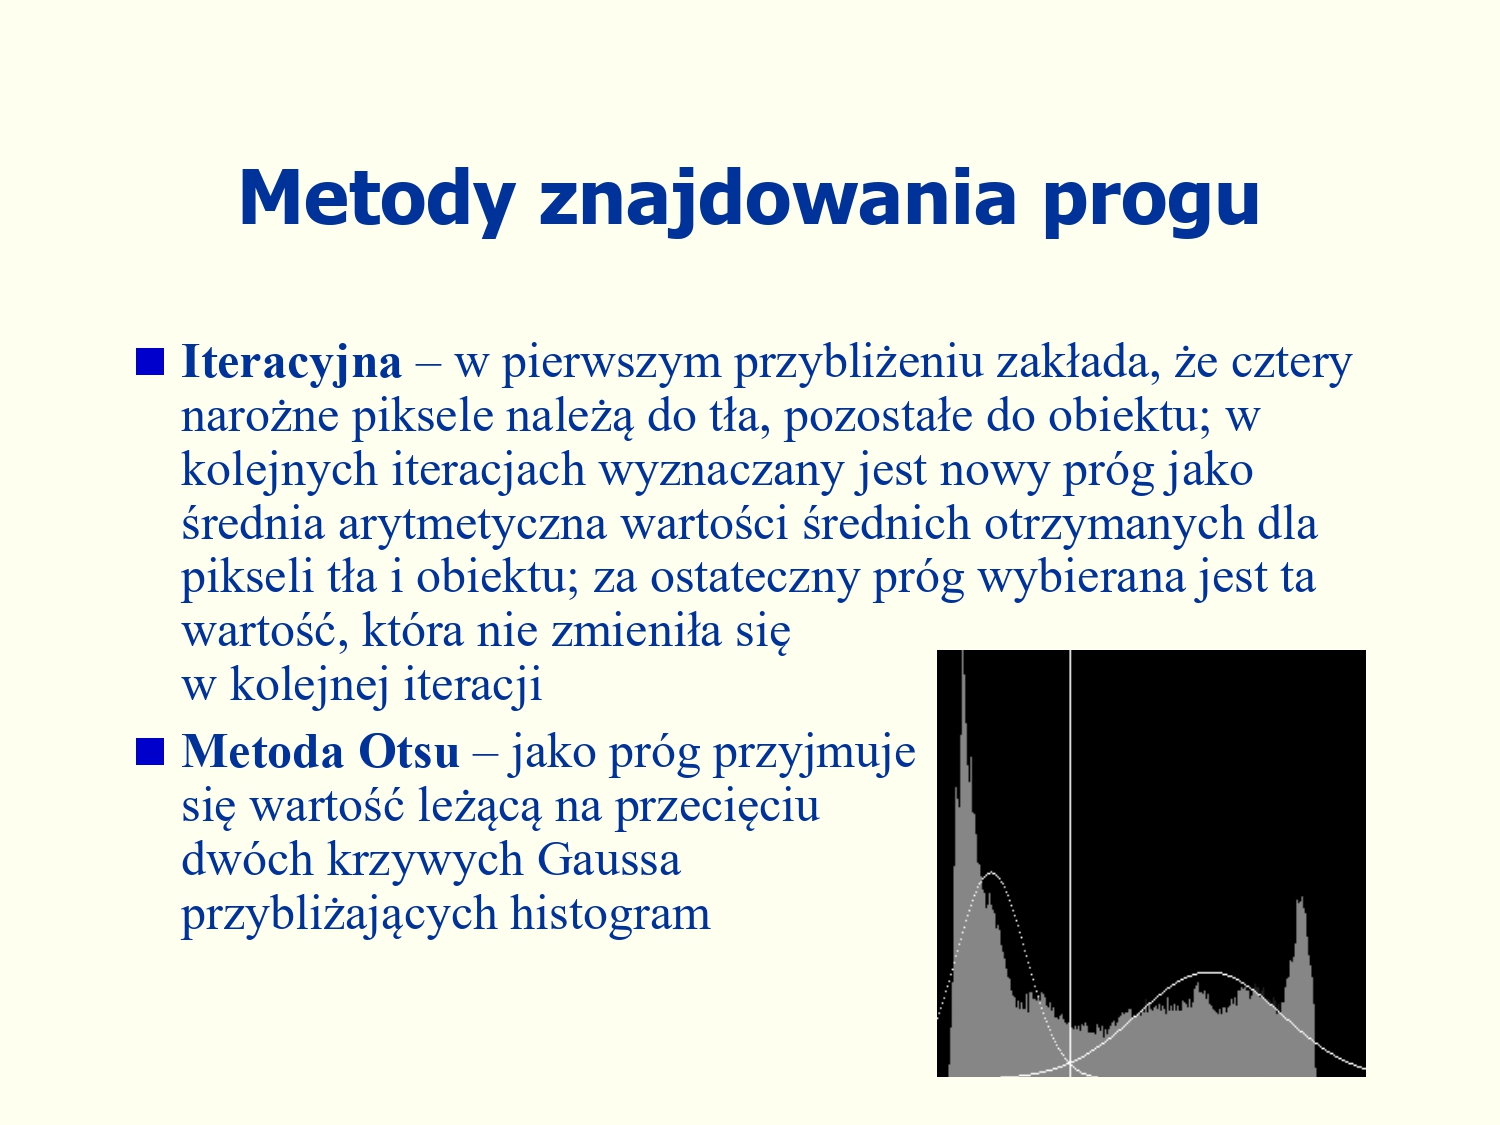 Metody znajdowania progu
Iteracyjna – w pierwszym przybliżeniu zakłada, że cztery
narożne piksele należą do tła, pozostałe do obiektu; w
kolejnych iteracjach wyznaczany jest nowy próg jako
średnia arytmetyczna wartości średnich otrzymanych dla
pikseli tła i obiektu; za ostateczny próg wybierana jest ta
wartość, która nie zmieniła się
w kolejnej iteracji
Metoda Otsu – jako próg przyjmuje
się wartość leżącą na przecięciu
dwóch krzywych Gaussa
przybliżających histogram